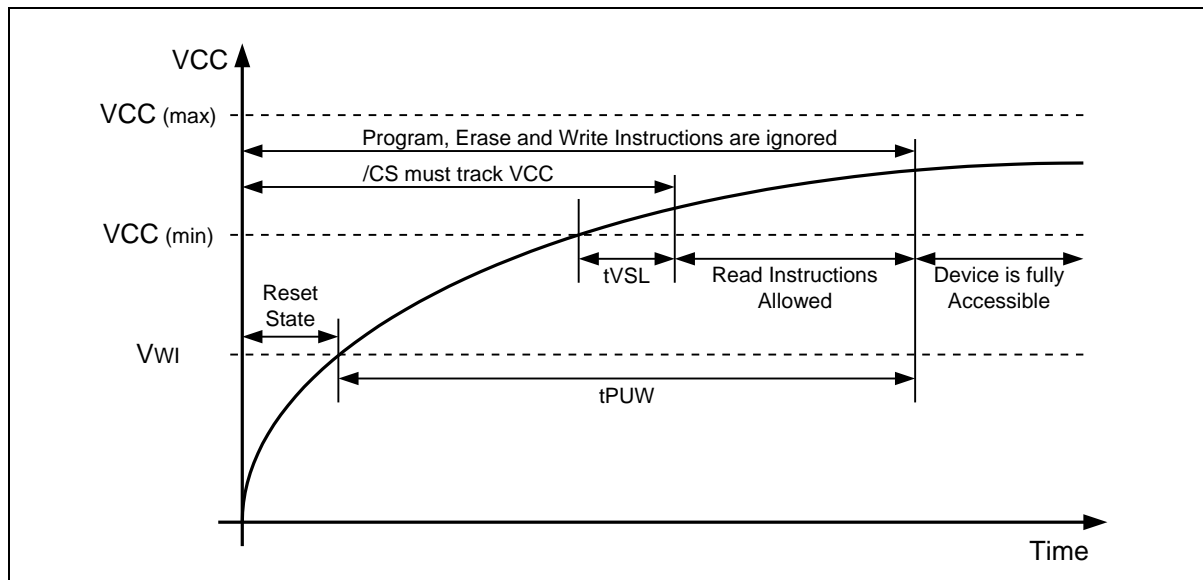 VCC
VCC (max)
Program, Erase and Write Instructions are ignored
/CS must track VCC
VCC (min)
tVSL
Read Instructions
Allowed
Device is fully
Accessible
Reset
State
VWI
tPUW
Time